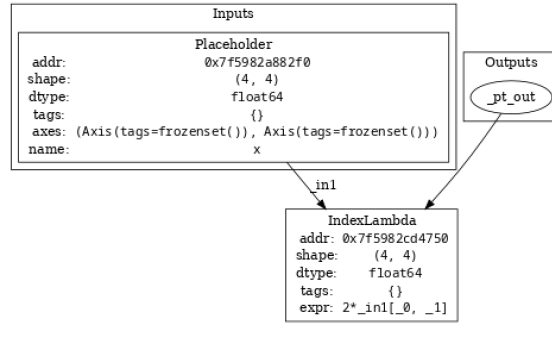 Inputs
Placeholder
addr: 0x7f5982a882f0
shape: (4, 4)
dtype: float64
tags: {}
axes: (Axis(tags=frozenset()), Axis(tags=frozenset()))
name: x
Outputs
_pt_out
_in1
IndexLambda
addr: 0x7f5982cd4750
shape: (4, 4)
dtype: float64
tags: {}
expr: 2*_in1[_0, _1]